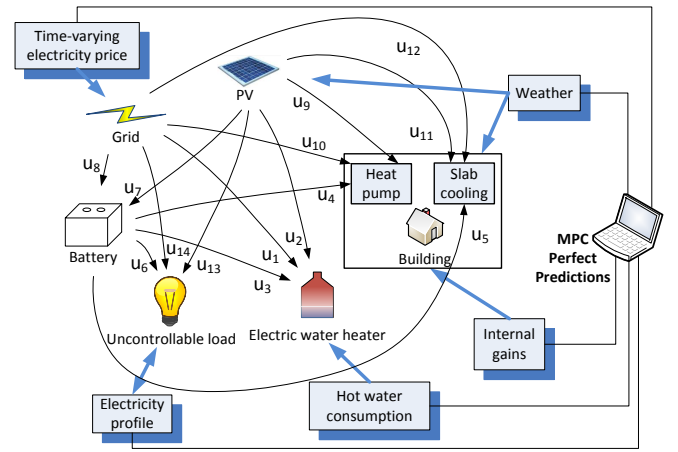 Time-varying
electricity price
u12
PV
Weather
u9
Grid
u11
u10
u8
Heat
pump
Slab
cooling
u7
u4
MPC
Perfect
Predictions
u2
u5
Battery
u14
u1
Building
u6
u13
u3
Uncontrollable load
Electric water heater
Internal
gains
Electricity
profile
Hot water
consumption